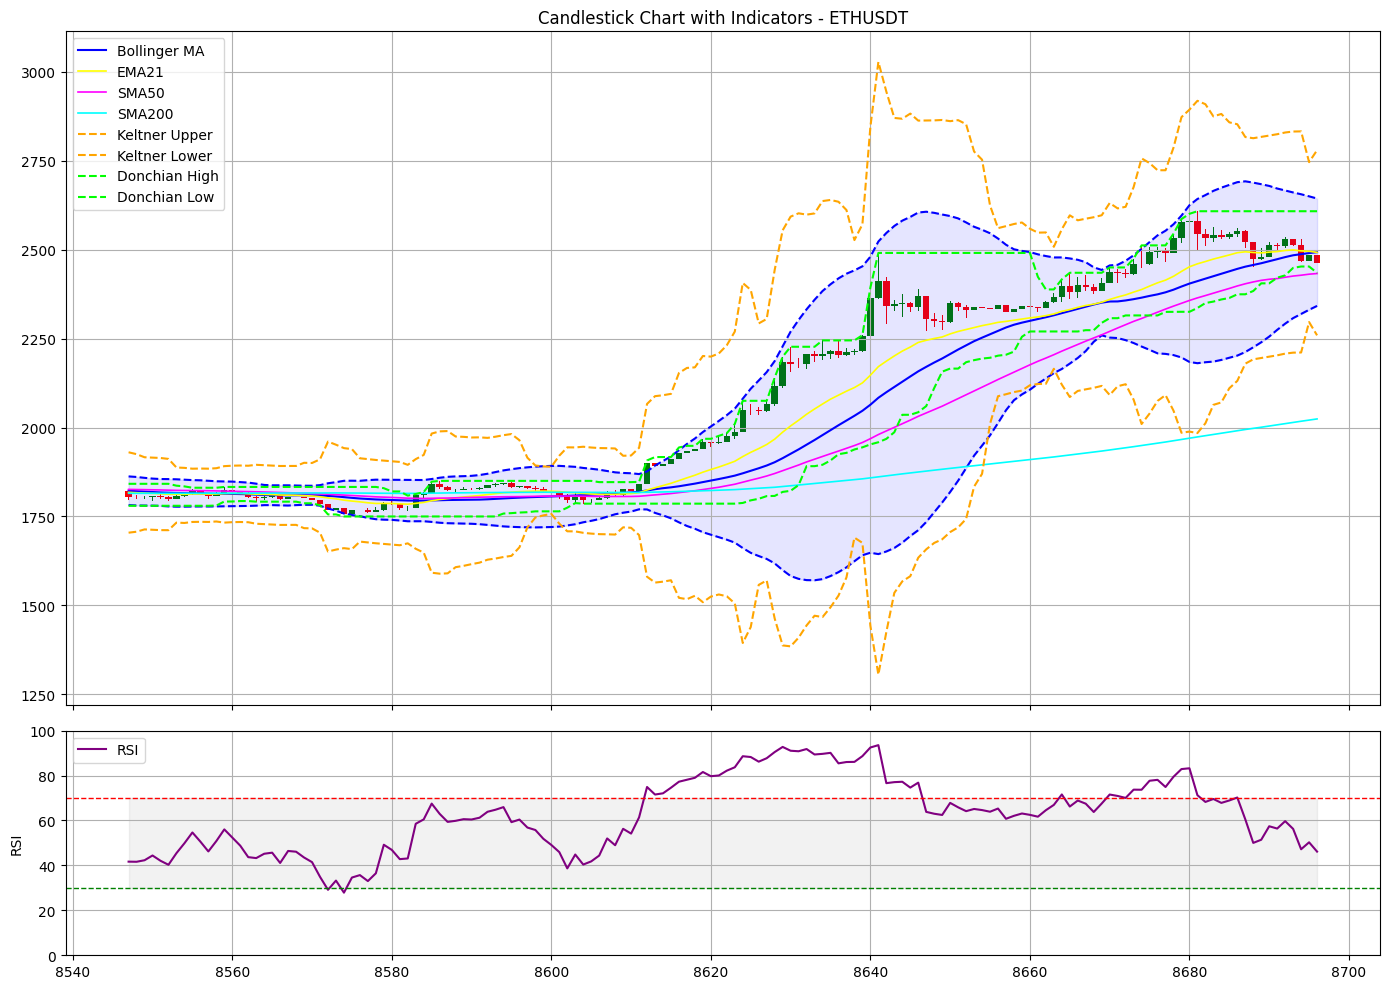 Candlestick Chart with Indicators - ETHUSDT
Bollinger MA
EMA21
SMA50
SMA200
Keltner Upper
Keltner Lower
Donchian High
Donchian Low
3000
2750
2500
2250
2000
1750
1500
1250
RSI
100
80
60
40
20
0
RSI
8540 8560 8580 8600 8620 8640 8660 8680 8700